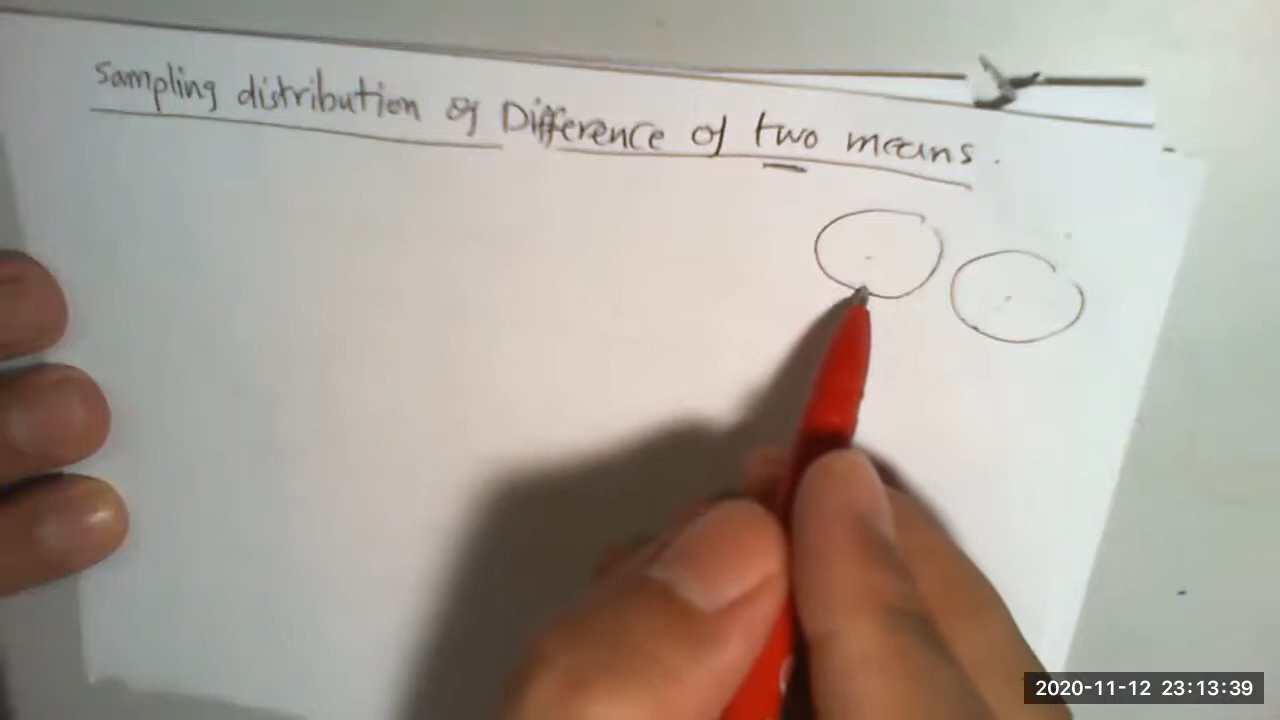 Sampling distribution of Difference of two means.
2020-11-12 23:13:39